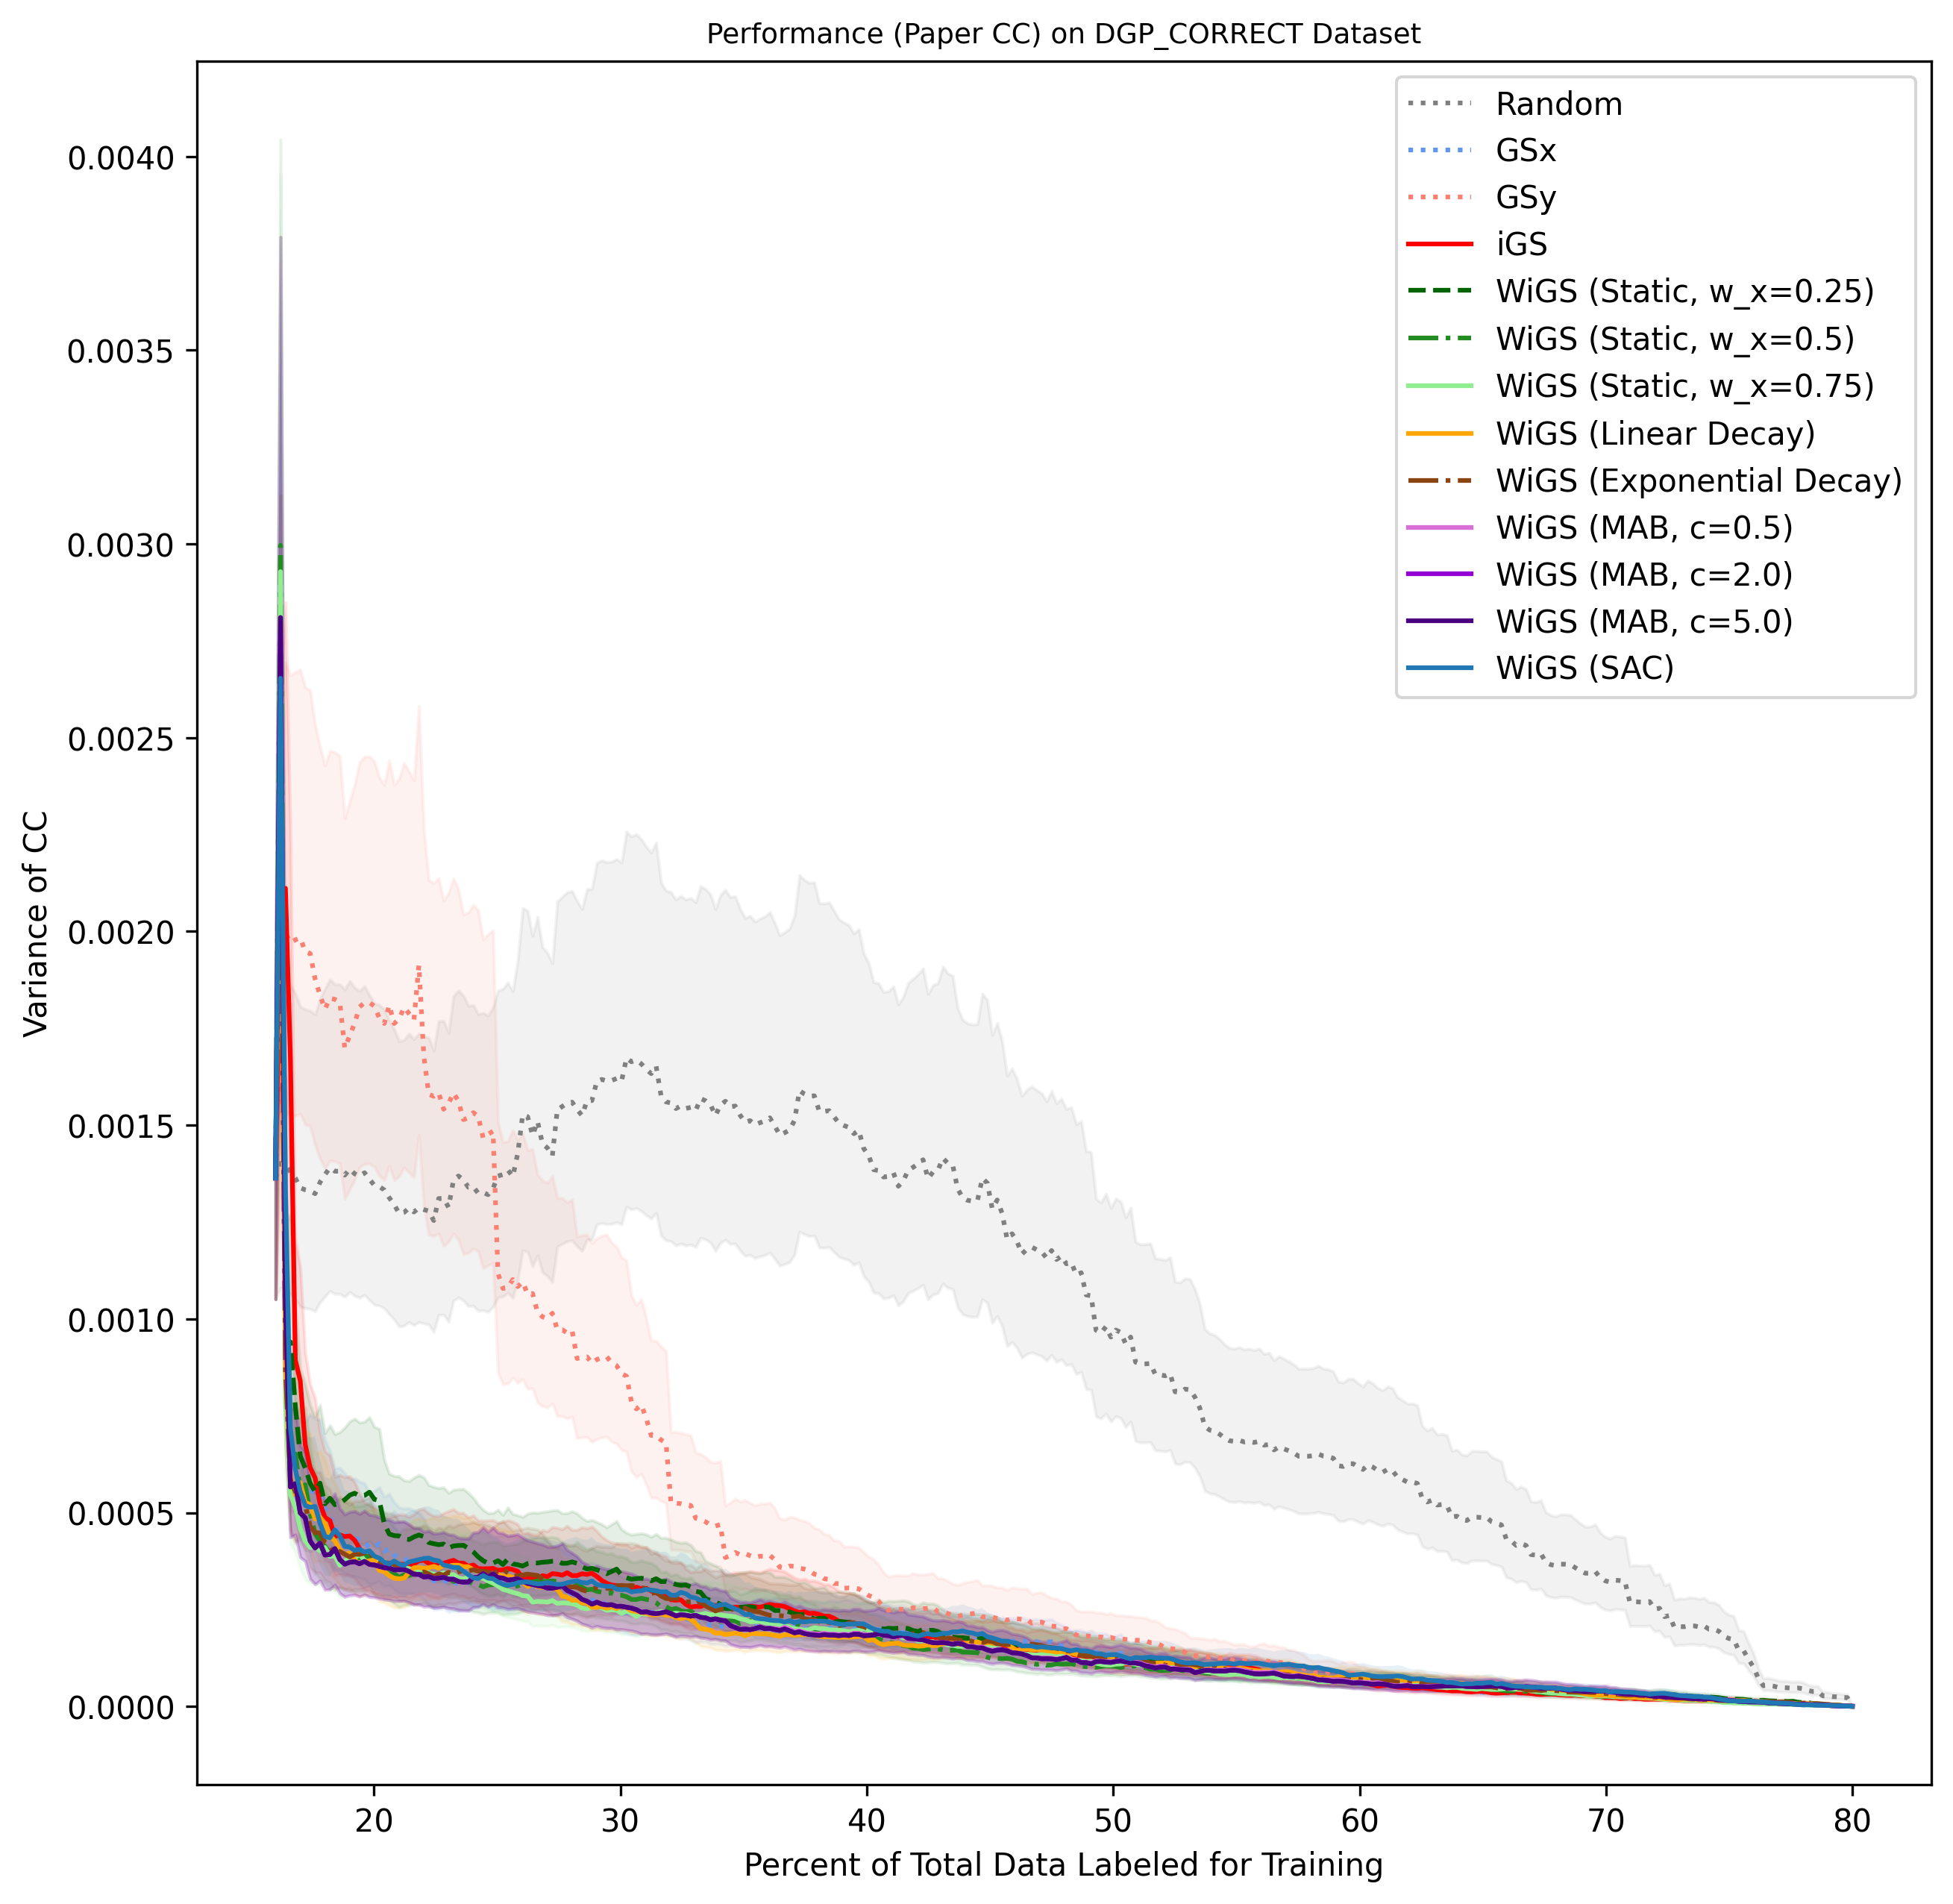 Performance (Paper CC) on DGP_CORRECT Dataset
Variance of CC
0.0040
0.0035
0.0030
0.0025
0.0020
0.0015
0.0010
0.0005
0.0000
Random
GSx
GSy
iGS
WiGS (Static, w_x=0.25)
WiGS (Static, w_x=0.5)
WiGS (Static, w_x=0.75)
WiGS (Linear Decay)
WiGS (Exponential Decay)
WiGS (MAB, c=0.5)
WiGS (MAB, c=2.0)
WiGS (MAB, c=5.0)
WiGS (SAC)
20 30 40 50 60 70 80
Percent of Total Data Labeled for Training